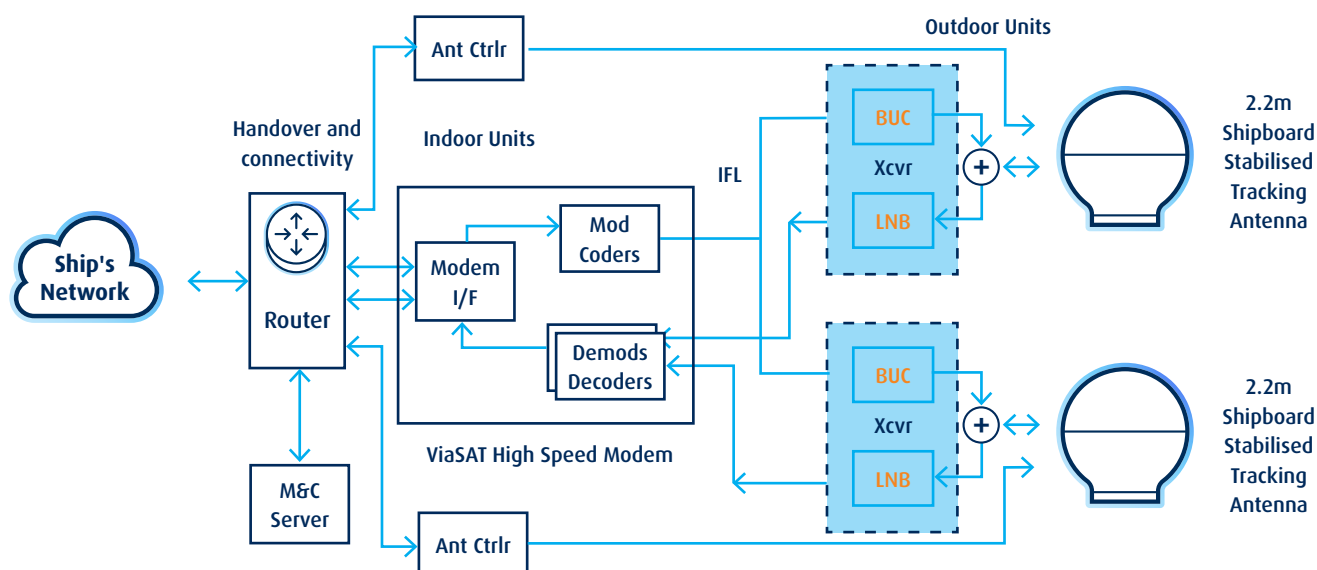 Outdoor Units
Ant Ctrlr
Handover and
connectivity
Indoor Units
IFL
BUC
Xcvr
LNB
+
2.2m
Shipboard
Stabilised
Tracking
Antenna
Ship's
Network
Router
Modem
I/F
Mod
Coders
Demods
Decoders
ViaSAT High Speed Modem
M&C
Server
Ant Ctrlr
BUC
Xcvr
LNB
+
2.2m
Shipboard
Stabilised
Tracking
Antenna